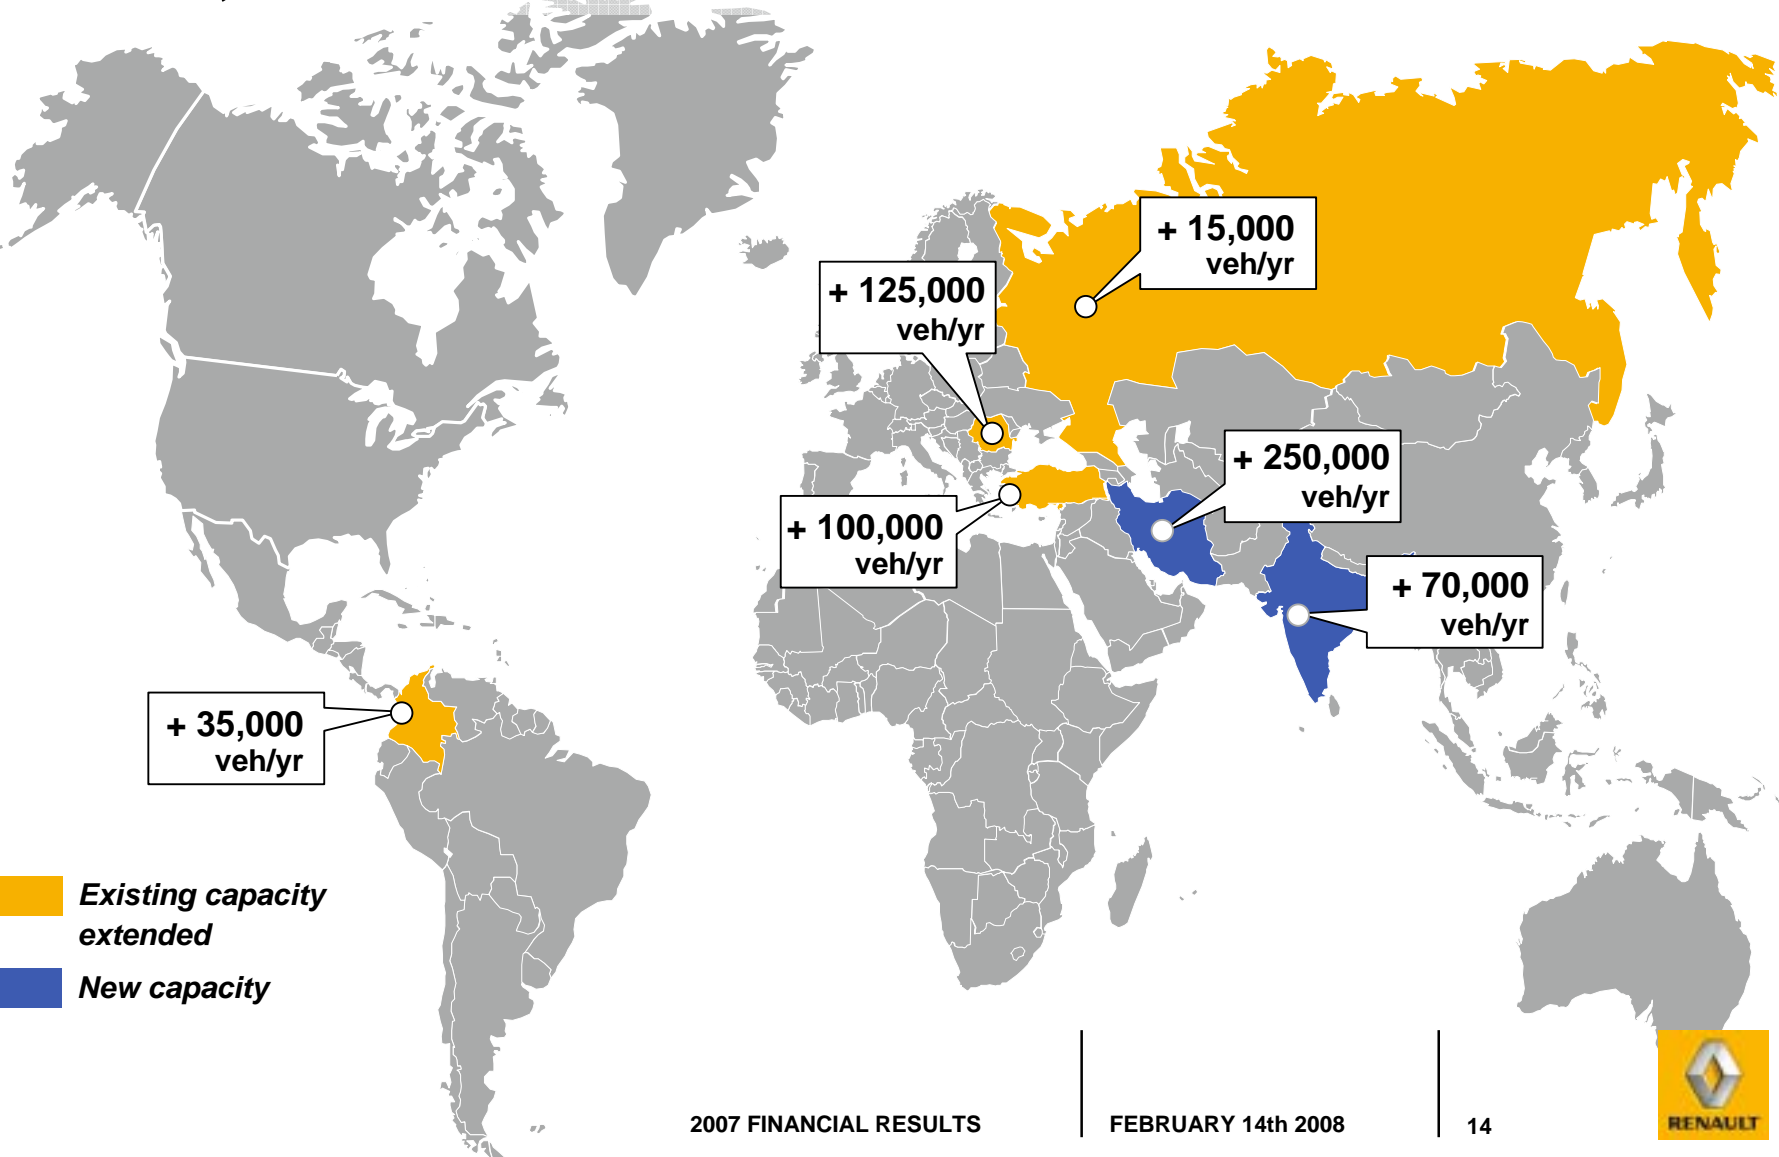 + 15,000
veh/yr
+ 125,000
veh/yr
+ 250,000
veh/yr
+ 100,000
veh/yr
+ 70,000
veh/yr
+ 35,000
veh/yr
Existing capacity
extended
New capacity
2007 FINANCIAL RESULTS
FEBRUARY 14th 2008
14
RENAULT